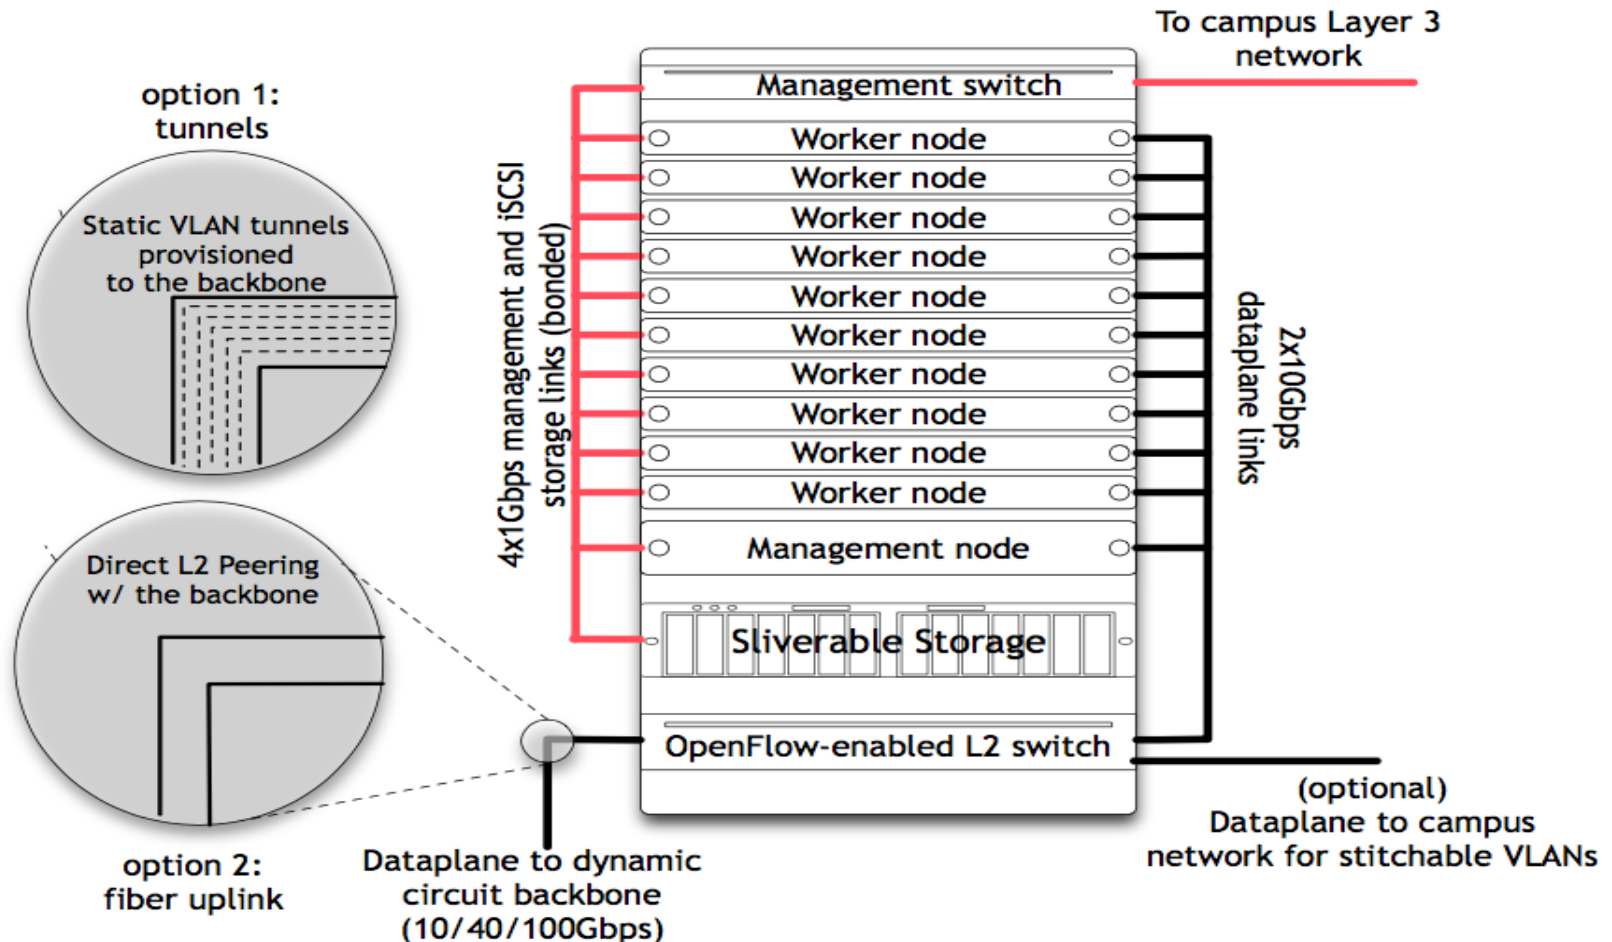 To campus Layer 3
network
option 1:
tunnels
Static VLAN tunnels
provisioned
to the backbone
Direct L2 Peering
w/ the backbone
option 2:
fiber uplink
4x1Gbps management and iSCSI
storage links (bonded)
Management switch
Worker node
Worker node
Worker node
Worker node
Worker node
Worker node
Worker node
Worker node
Worker node
Worker node
Management node
Sliverable Storage
OpenFlow-enabled L2 switch
2x10Gbps
dataplane links
(optional)
Dataplane to campus
network for stitchable VLANs
Dataplane to dynamic
circuit backbone
(10/40/100Gbps)